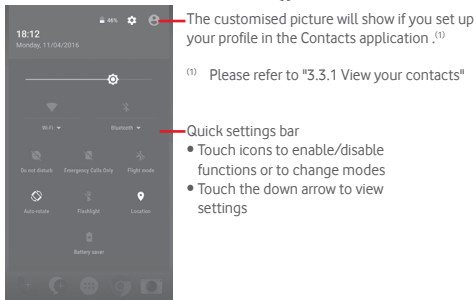 46%
18:12
Monday, 11/04/2016
Wi-Fi
Bluetooth
Do not disturb
Emergency Calls Only
Flight mode
Auto rotate
Flashlight
Location
Battery saver
The customised picture will show if you set up
your profile in the Contacts application .(1)
(1) Please refer to "3.3.1 View your contacts"
Quick settings bar
• Touch icons to enable/disable
functions or to change modes
• Touch the down arrow to view
settings